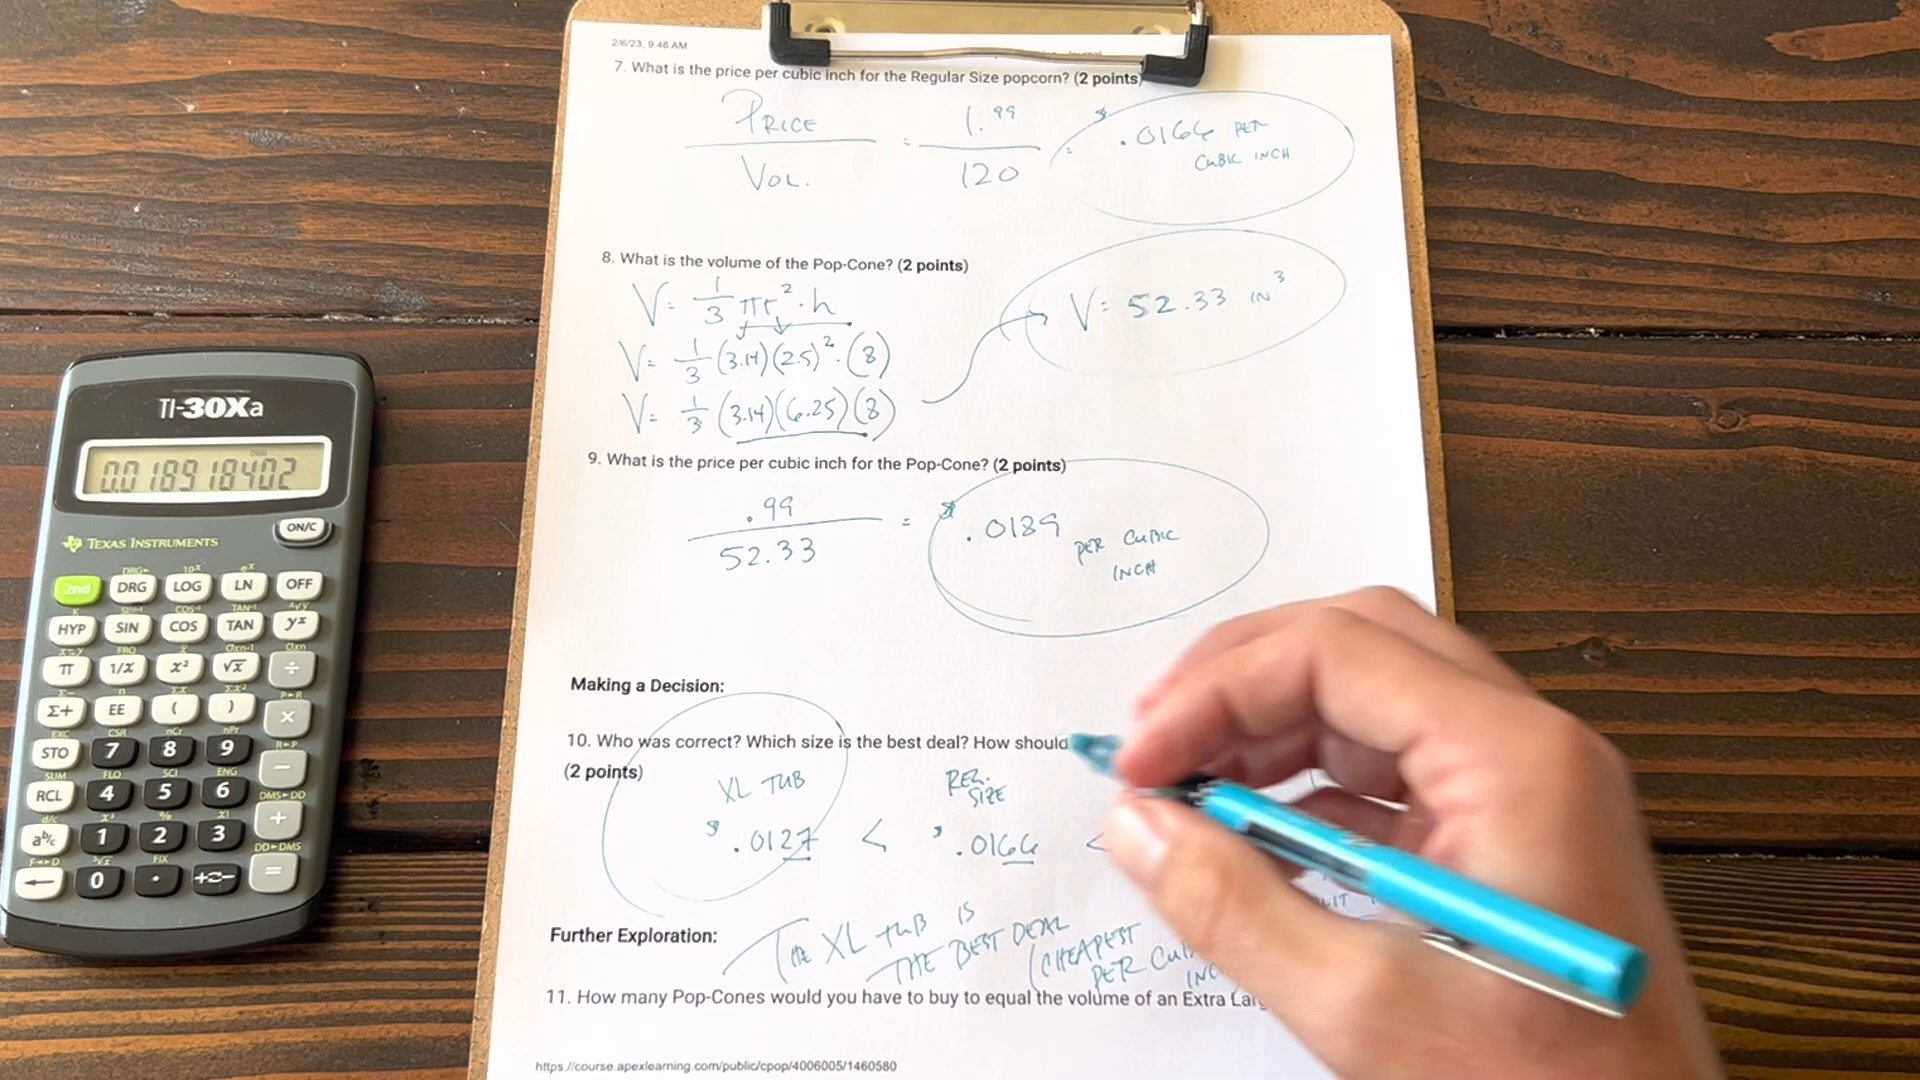 2/6/23, 9:46 AM
Journal
7. What is the price per cubic inch for the Regular Size popcorn? (2 points)
PRICE
VOL.
= 1.99
120
= $ .0166 PER
CUBIC INCH
8. What is the volume of the Pop-Cone? (2 points)
V= 1/3 πr²·h
V= 1/3 (3.14)(2.5)²·(8)
V= 1/3 (3.14)(6.25)(8)
V= 52.33 IN³
9. What is the price per cubic inch for the Pop-Cone? (2 points)
.99
52.33
= $ .0189
PER CUBIC
INCH
Making a Decision:
10. Who was correct? Which size is the best deal? How should
(2 points)
XL TUB
REG.
SIZE
$ .0127 < $ .0166 <
THE XL TUB IS
THE BEST DEAL
(CHEAPEST
PER
Further Exploration:
11. How many Pop-Cones would you have to buy to equal the volume of an Extra
https://course.apexlearning.com/public/cpop/4006005/1460580
TI-30Xa
DEG
0.018918402
ON/C
TEXAS INSTRUMENTS
2nd DRG LOG LN OFF
HYP SIN COS TAN yˣ
π 1/x x² √x ÷
Σ+ EE ( ) ×
STO 7 8 9 −
RCL 4 5 6 +
aᵇ/c 1 2 3
← 0 . +⇄− =